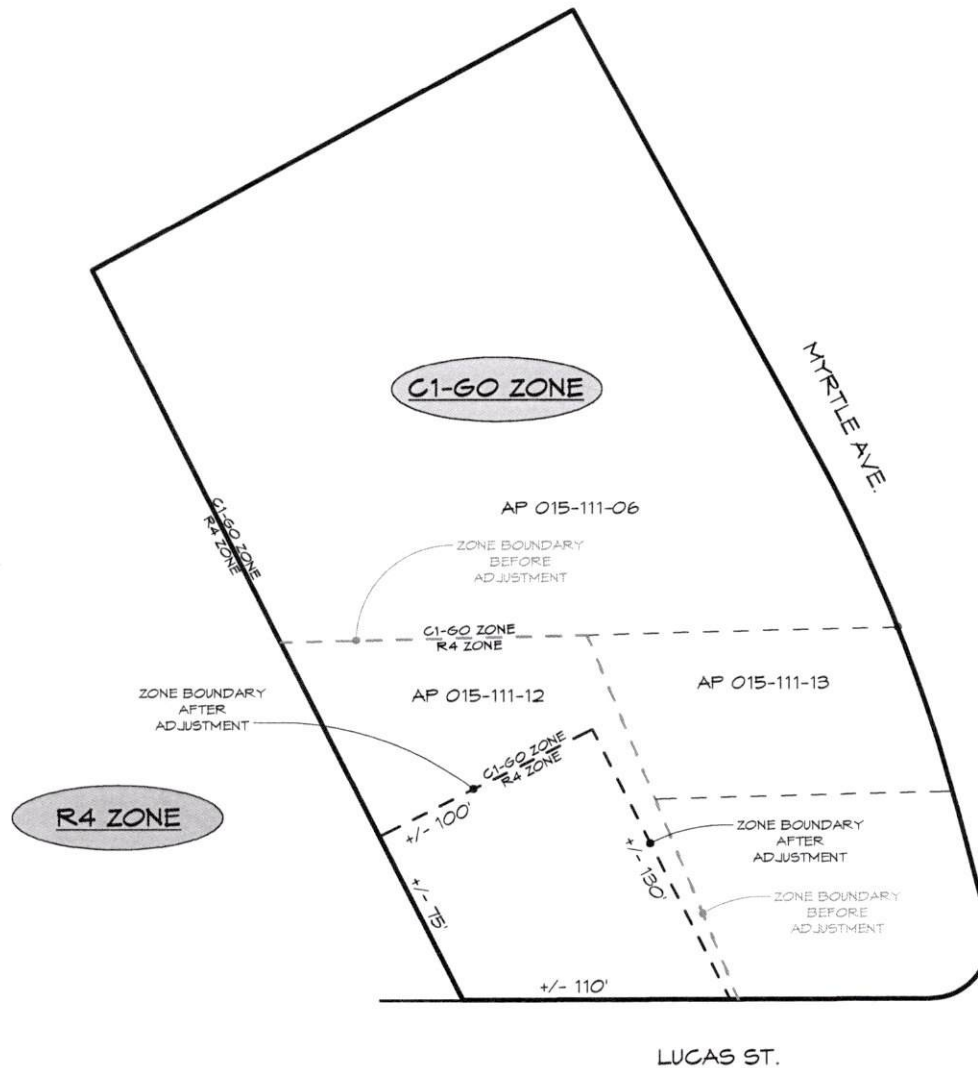 C1-GO ZONE
MYRTLE AVE.
AP 015-111-06
C1-GO ZONE
R4 ZONE
ZONE BOUNDARY
BEFORE
ADJUSTMENT
C1-GO ZONE
R4 ZONE
AP 015-111-12
AP 015-111-13
ZONE BOUNDARY
AFTER
ADJUSTMENT
C1-GO ZONE
R4 ZONE
R4 ZONE
+/- 100'
ZONE BOUNDARY
AFTER
ADJUSTMENT
+/- 130'
+/- 75'
ZONE BOUNDARY
BEFORE
ADJUSTMENT
+/- 110'
LUCAS ST.